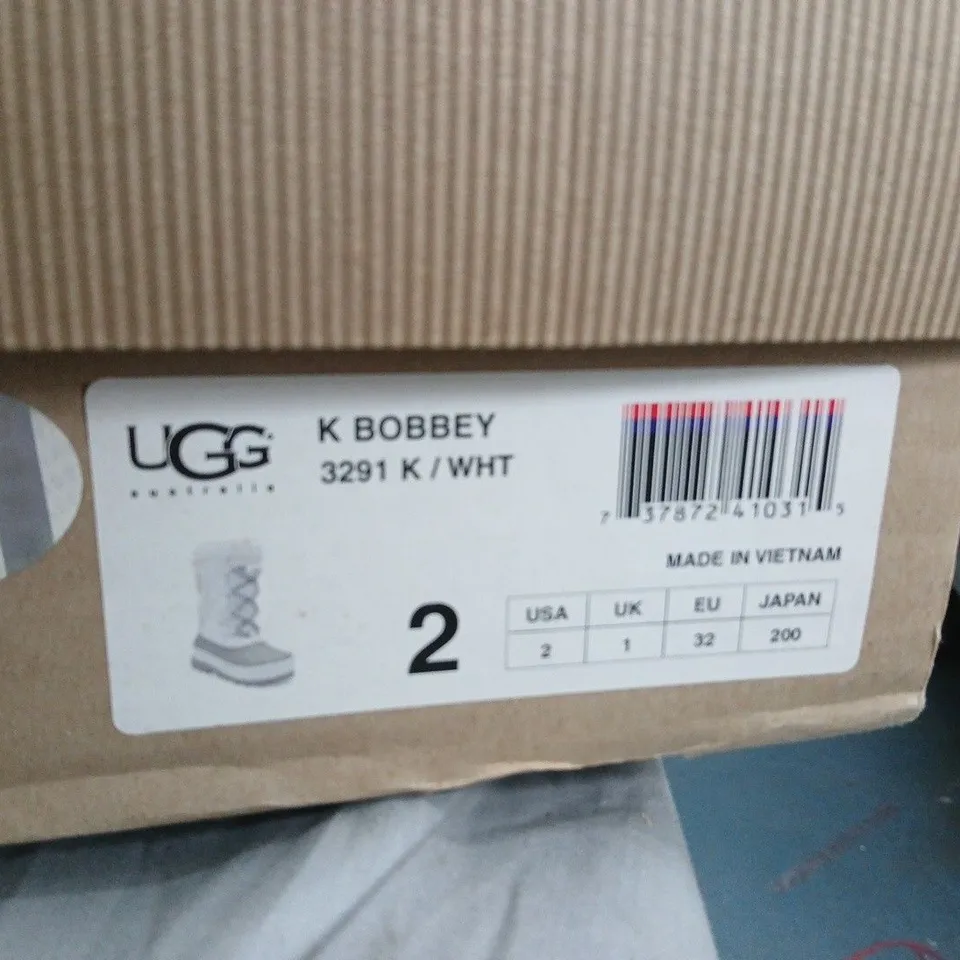 UGG
australia
K BOBBEY
3291 K / WHT
7 37872 41031 5
MADE IN VIETNAM
2
USA UK EU JAPAN
2 1 32 200